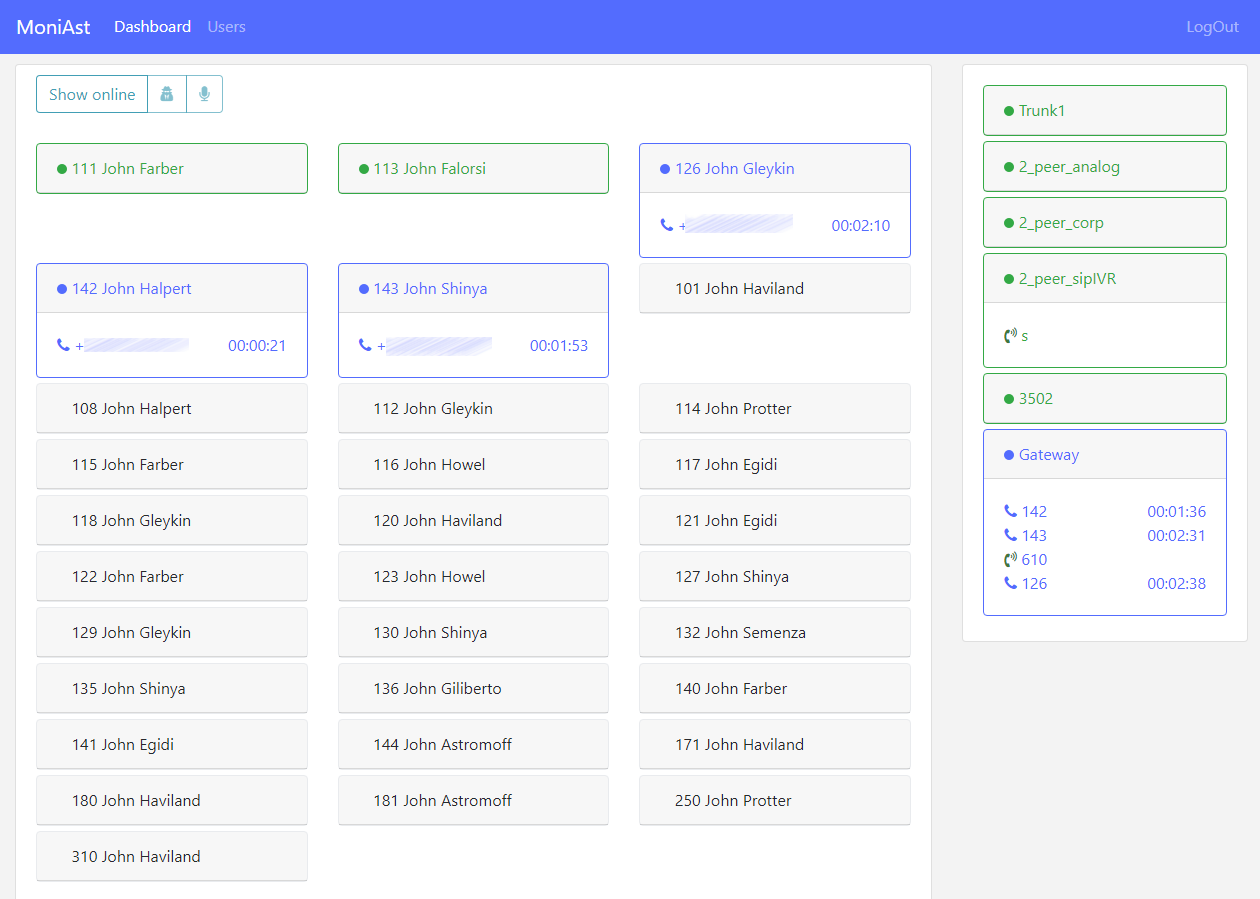 MoniAst Dashboard Users LogOut
Show online
111 John Farber
113 John Falorsi
126 John Gleykin
+
00:02:10
142 John Halpert
+
00:00:21
143 John Shinya
+
00:01:53
101 John Haviland
108 John Halpert
112 John Gleykin
114 John Protter
115 John Farber
116 John Howel
117 John Egidi
118 John Gleykin
120 John Haviland
121 John Egidi
122 John Farber
123 John Howel
127 John Shinya
129 John Gleykin
130 John Shinya
132 John Semenza
135 John Shinya
136 John Giliberto
140 John Farber
141 John Egidi
144 John Astromoff
171 John Haviland
180 John Haviland
181 John Astromoff
250 John Protter
310 John Haviland
Trunk1
2_peer_analog
2_peer_corp
2_peer_sipIVR
s
3502
Gateway
142 00:01:36
143 00:02:31
610
126 00:02:38